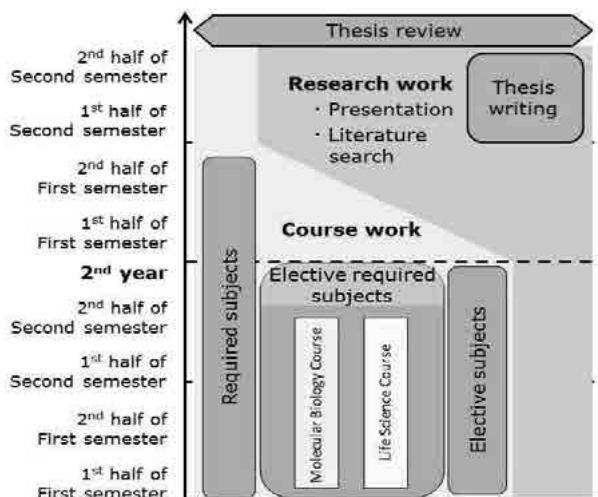 Thesis review
2nd half of
Second semester
1st half of
Second semester
2nd half of
First semester
1st half of
First semester
2nd year
2nd half of
Second semester
1st half of
Second semester
2nd half of
First semester
1st half of
First semester
Research work
· Presentation
· Literature
search
Thesis
writing
Course work
Required subjects
Elective required
subjects
Molecular Biology Course
Life Science Course
Elective subjects